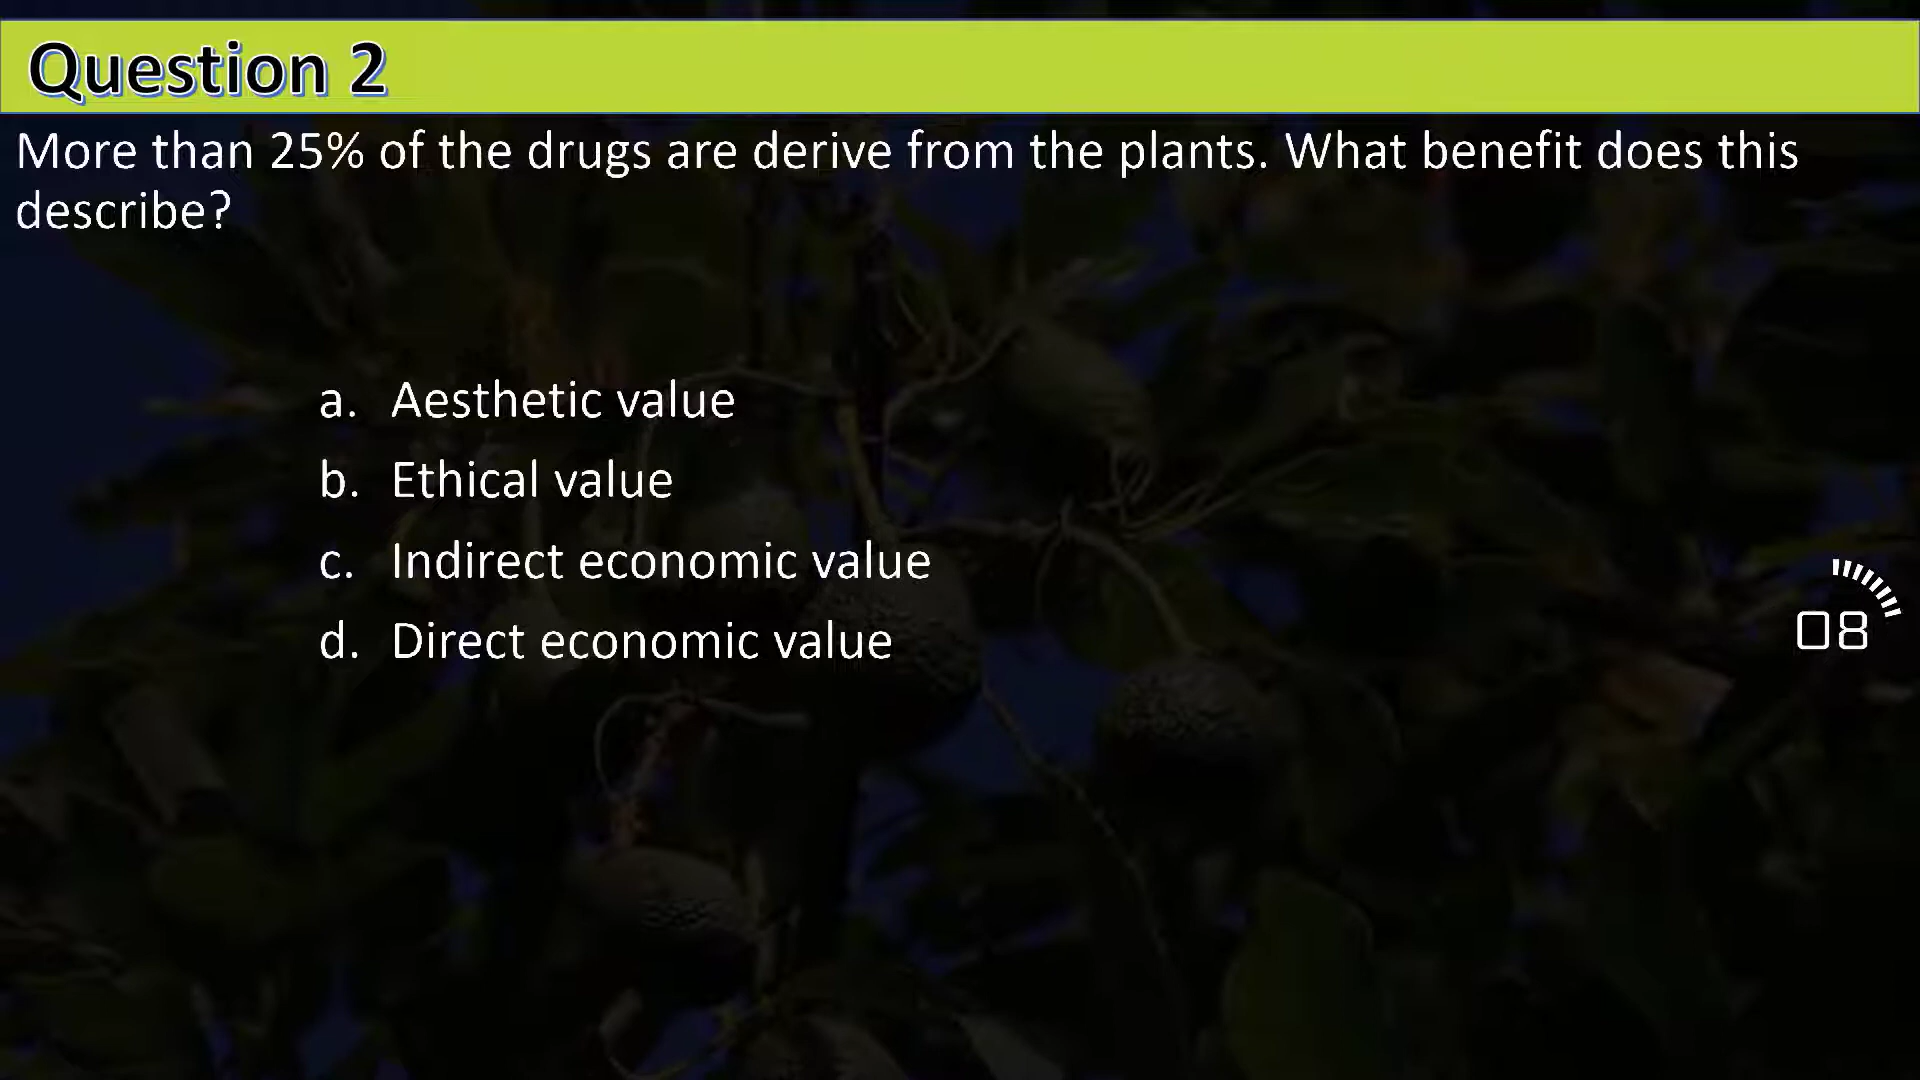 Question 2
More than 25% of the drugs are derive from the plants. What benefit does this
describe?
a. Aesthetic value
b. Ethical value
c. Indirect economic value
d. Direct economic value
08